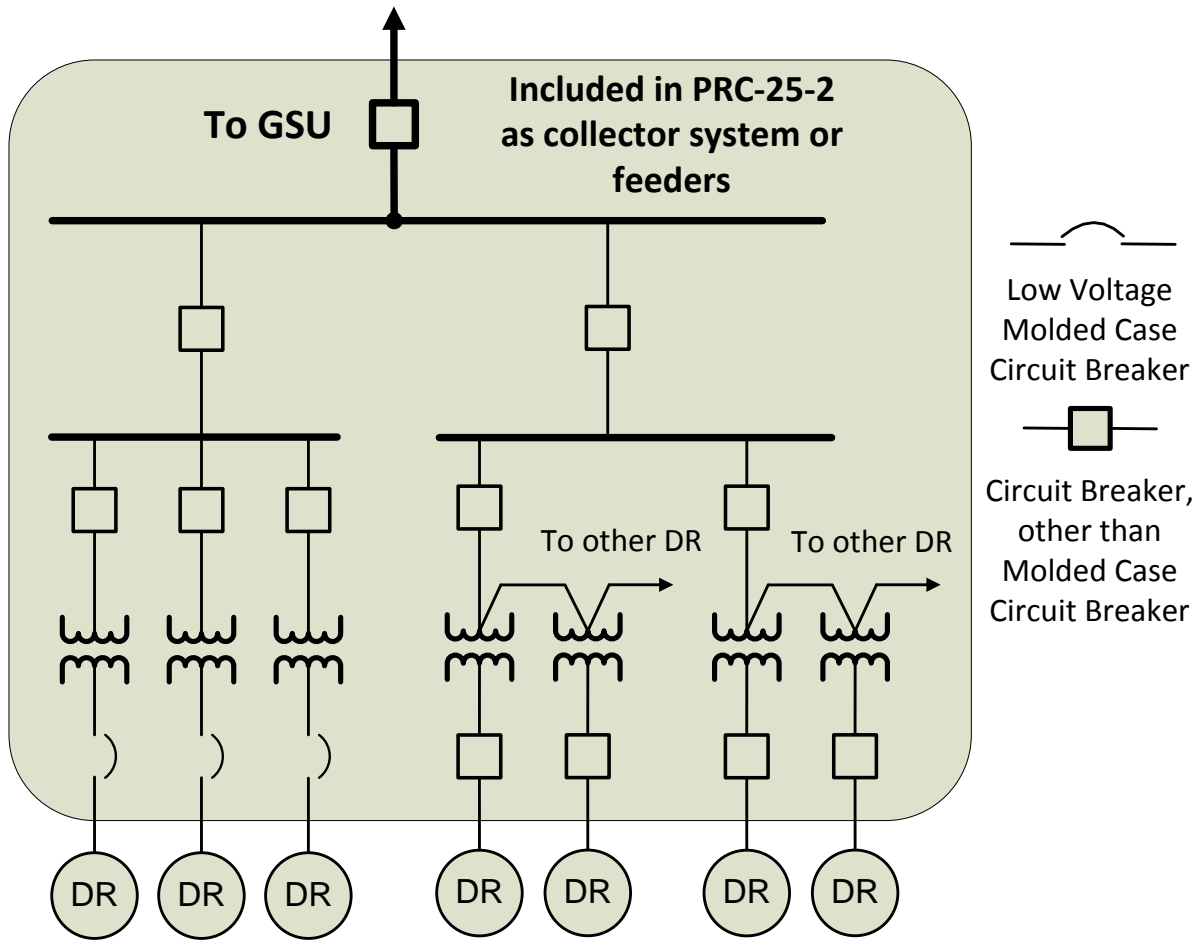 To GSU
Included in PRC-25-2
as collector system or
feeders
Low Voltage
Molded Case
Circuit Breaker
Circuit Breaker,
other than
Molded Case
Circuit Breaker
To other DR
To other DR
DR
DR
DR
DR
DR
DR
DR